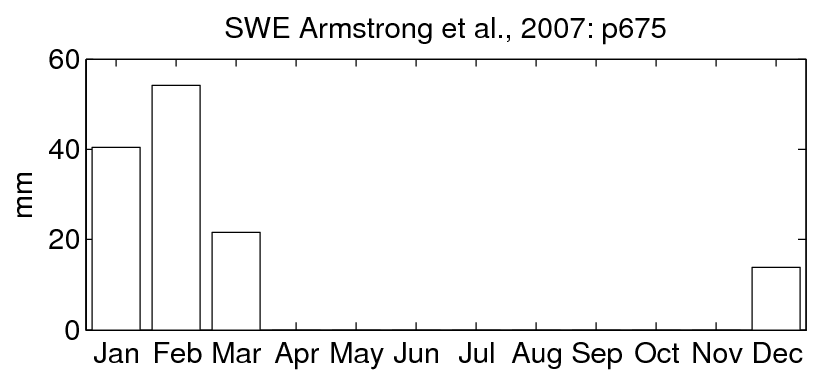 SWE Armstrong et al., 2007: p675
60
40
20
0
mm
Jan Feb Mar Apr May Jun Jul Aug Sep Oct Nov Dec